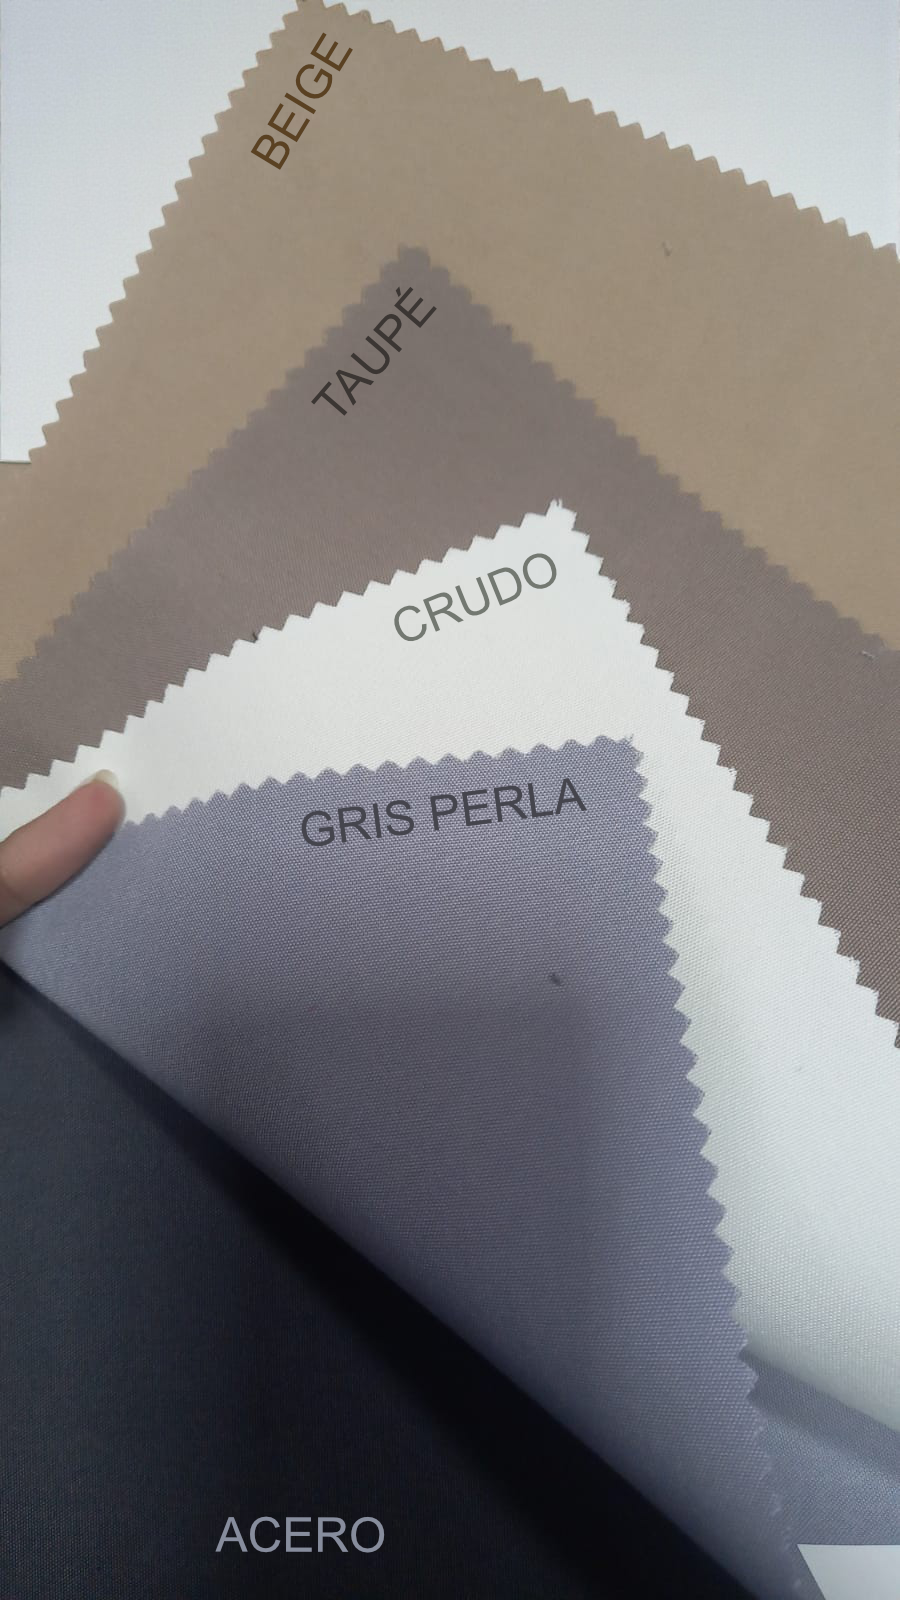 BEIGE
TAUPÉ
CRUDO
GRIS PERLA
ACERO